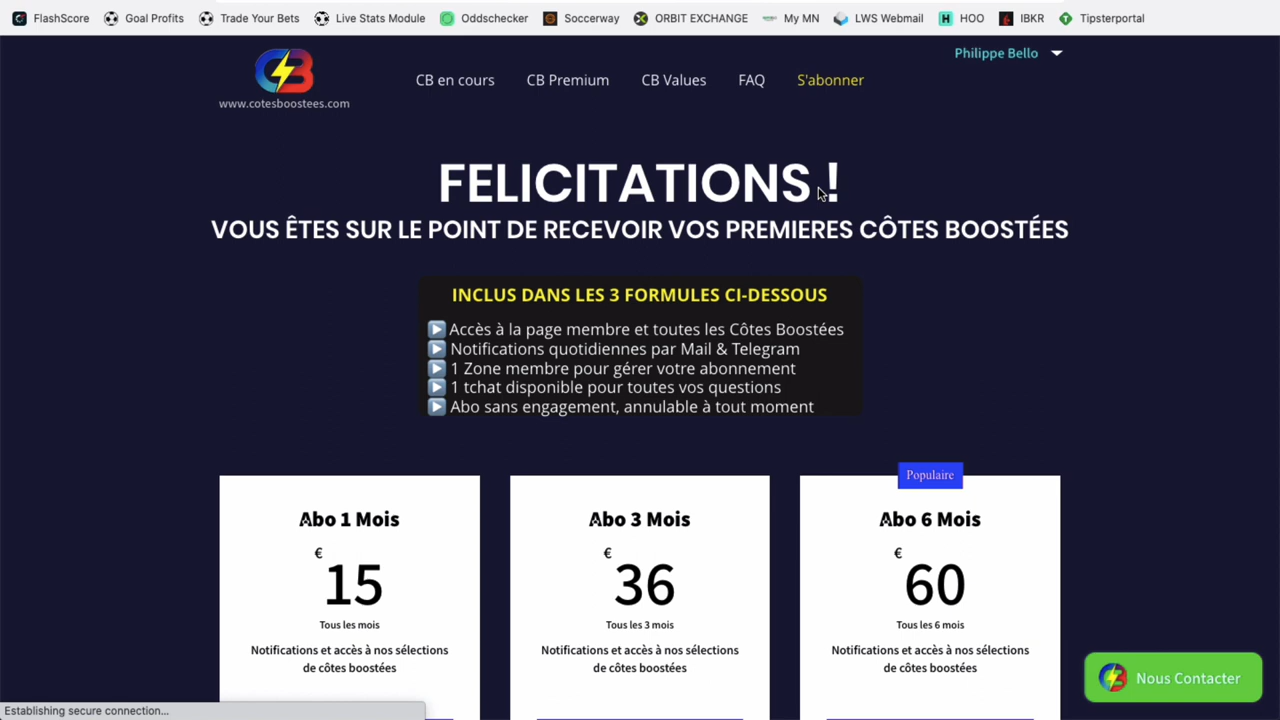 FlashScore Goal Profits Trade Your Bets Live Stats Module Oddschecker Soccerway ORBIT EXCHANGE My MN LWS Webmail HOO IBKR Tipsterportal
Philippe Bello
CB en cours CB Premium CB Values FAQ S'abonner
www.cotesboostees.com
FELICITATIONS !
VOUS ÊTES SUR LE POINT DE RECEVOIR VOS PREMIERES CÔTES BOOSTÉES
INCLUS DANS LES 3 FORMULES CI-DESSOUS
Accès à la page membre et toutes les Côtes Boostées
Notifications quotidiennes par Mail & Telegram
1 Zone membre pour gérer votre abonnement
1 tchat disponible pour toutes vos questions
Abo sans engagement, annulable à tout moment
Abo 1 Mois
€
15
Tous les mois
Notifications et accès à nos sélections
de côtes boostées
Abo 3 Mois
€
36
Tous les 3 mois
Notifications et accès à nos sélections
de côtes boostées
Populaire
Abo 6 Mois
€
60
Tous les 6 mois
Notifications et accès à nos sélections
de côtes boostées
Nous Contacter
Establishing secure connection...